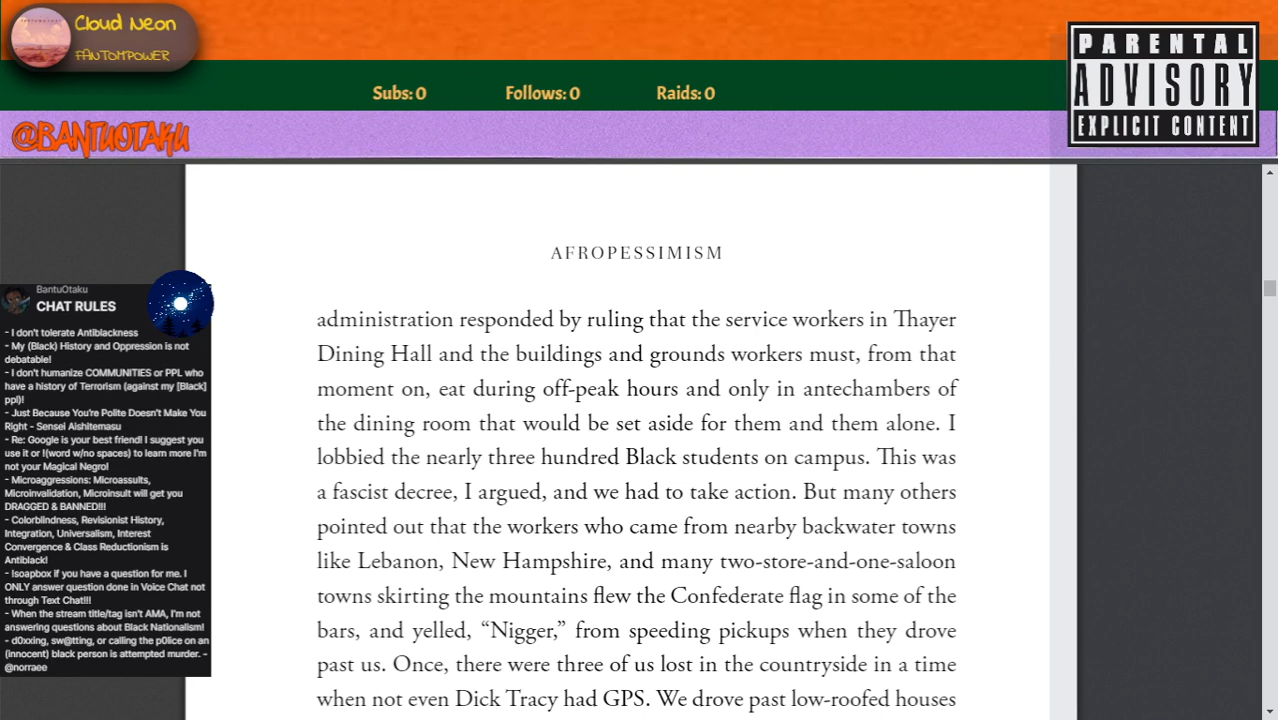 Cloud Neon
FANTOMPOWER
PARENTAL
ADVISORY
EXPLICIT CONTENT
Subs: 0
Follows: 0
Raids: 0
@BANTUOTAKU
AFROPESSIMISM
administration responded by ruling that the service workers in Thayer
Dining Hall and the buildings and grounds workers must, from that
moment on, eat during off-peak hours and only in antechambers of
the dining room that would be set aside for them and them alone. I
lobbied the nearly three hundred Black students on campus. This was
a fascist decree, I argued, and we had to take action. But many others
pointed out that the workers who came from nearby backwater towns
like Lebanon, New Hampshire, and many two-store-and-one-saloon
towns skirting the mountains flew the Confederate flag in some of the
bars, and yelled, “Nigger,” from speeding pickups when they drove
past us. Once, there were three of us lost in the countryside in a time
when not even Dick Tracy had GPS. We drove past low-roofed houses
BantuOtaku
CHAT RULES
- I don't tolerate Antiblackness
- My (Black) History and Oppression is not
debatable!
- I don't humanize COMMUNITIES or PPL who
have a history of Terrorism (against my [Black]
ppl)!
- Just Because You're Polite Doesn't Make You
Right - Sensei Aishitemasu
- Re: Google is your best friend! I suggest you
use it or !(word w/no spaces) to learn more I'm
not your Magical Negro!
- Microaggressions: Microassults,
Microinvalidation, Microinsult will get you
DRAGGED & BANNED!!!
- Colorblindness, Revisionist History,
Integration, Universalism, Interest
Convergence & Class Reductionism is
Antiblack!
- !soapbox if you have a question for me. I
ONLY answer question done in Voice Chat not
through Text Chat!!!
- When the stream title/tag isn't AMA, I'm not
answering questions about Black Nationalism!
- d0xxing, sw@tting, or calling the p0lice on an
(innocent) black person is attempted murder. -
@norraee